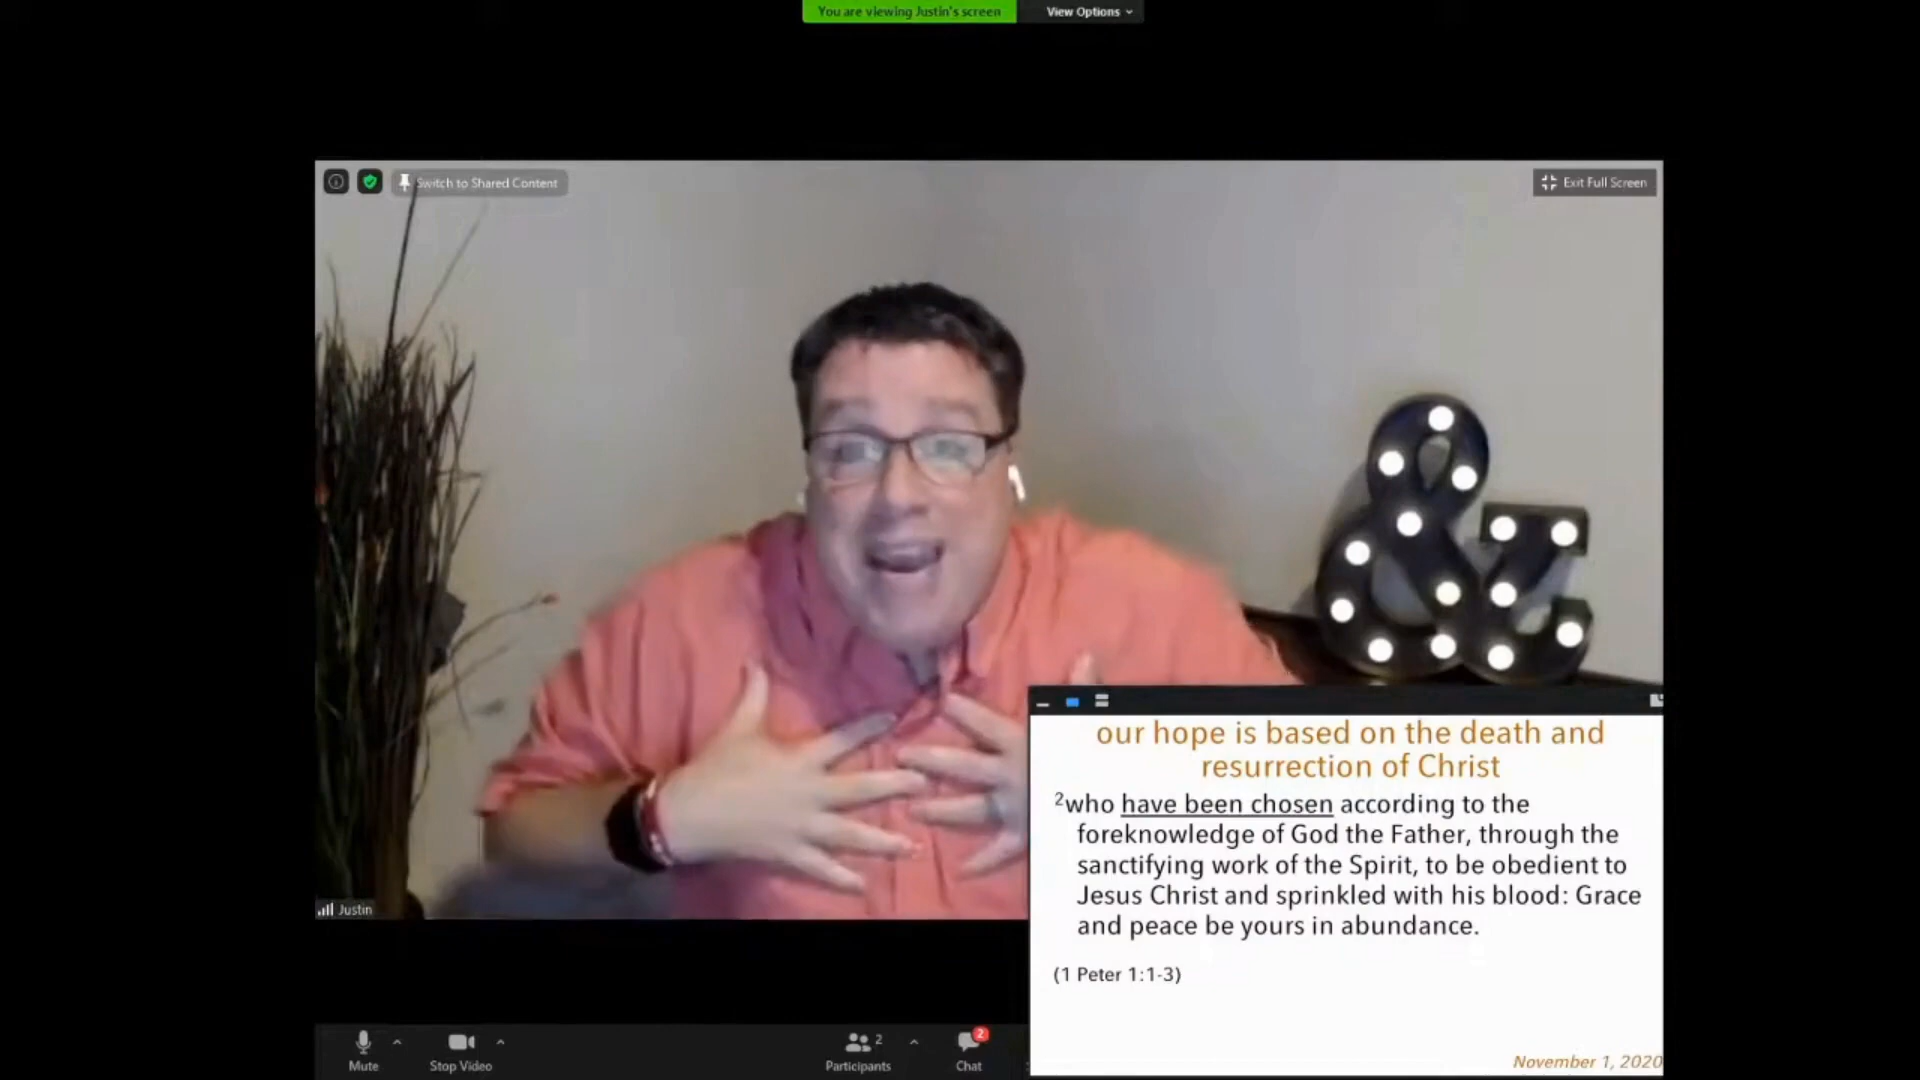 You are viewing Justin's screen
View Options
Switch to Shared Content
Exit Full Screen
&
our hope is based on the death and
resurrection of Christ
2who have been chosen according to the
foreknowledge of God the Father, through the
sanctifying work of the Spirit, to be obedient to
Jesus Christ and sprinkled with his blood: Grace
and peace be yours in abundance.
(1 Peter 1:1-3)
Justin
Mute
Stop Video
Participants
2
Chat
2
November 1, 2020